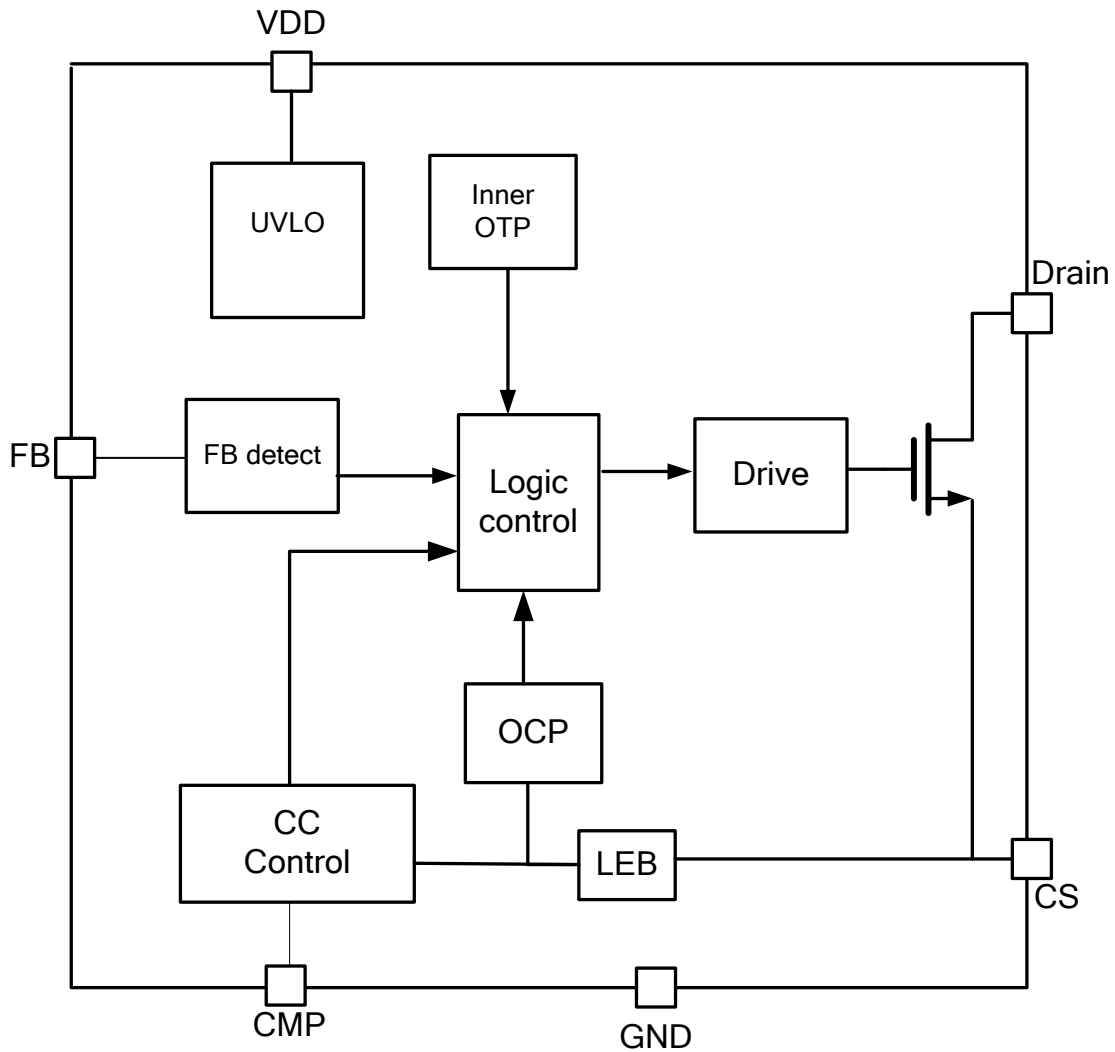 VDD
Inner
OTP
UVLO
Drain
FB
FB detect
Logic
control
Drive
OCP
CC
Control
LEB
CS
CMP
GND